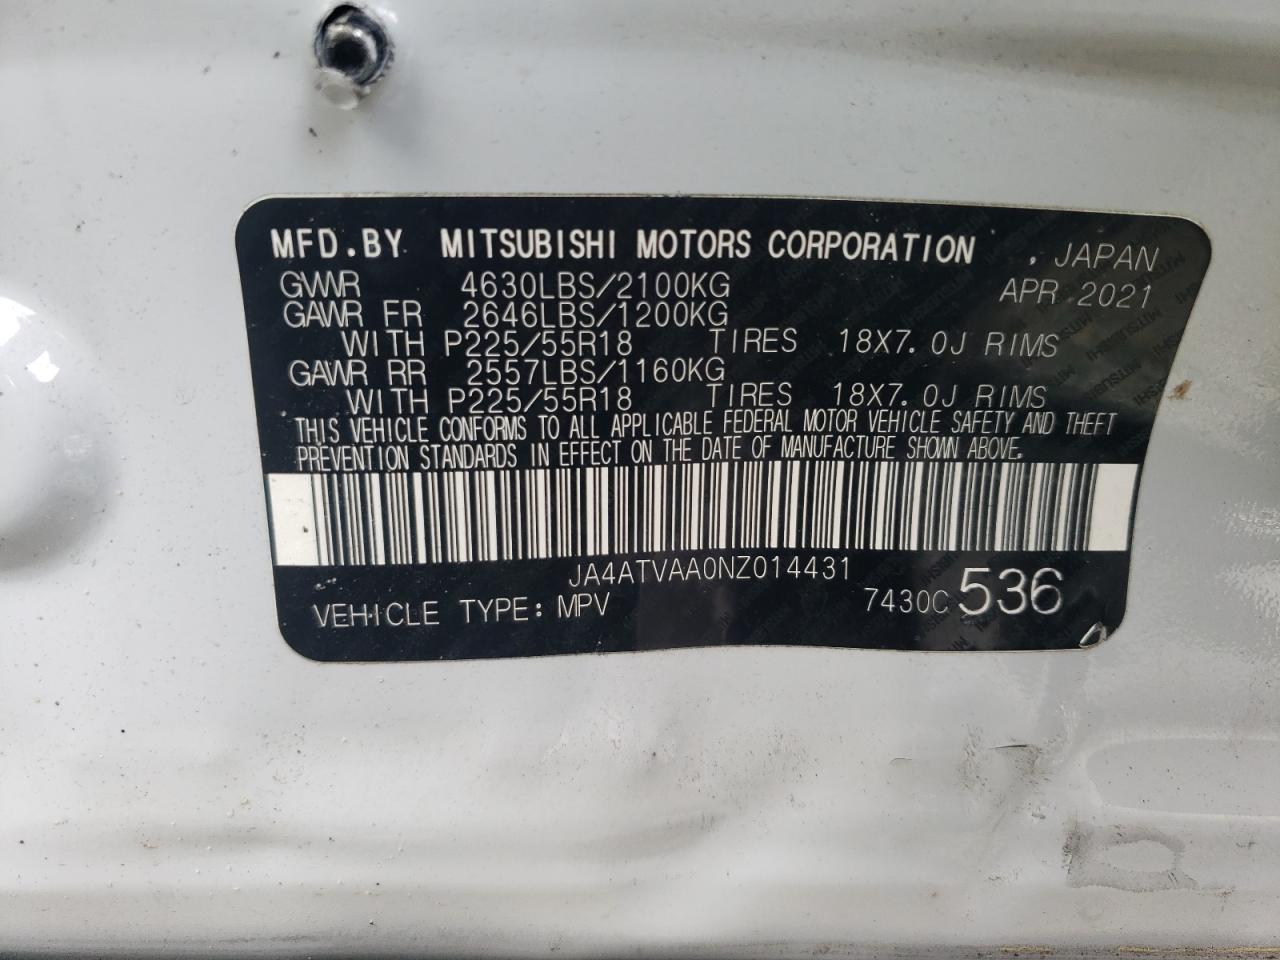 MFD.BY MITSUBISHI MOTORS CORPORATION , JAPAN
GVWR 4630LBS/2100KG APR 2021
GAWR FR 2646LBS/1200KG
WITH P225/55R18 TIRES 18X7.0J RIMS
GAWR RR 2557LBS/1160KG
WITH P225/55R18 TIRES 18X7.0J RIMS
THIS VEHICLE CONFORMS TO ALL APPLICABLE FEDERAL MOTOR VEHICLE SAFETY AND THEFT
PREVENTION STANDARDS IN EFFECT ON THE DATE OF MANUFACTURE SHOWN ABOVE.
JA4ATVAA0NZ014431
VEHICLE TYPE: MPV 7430C 536